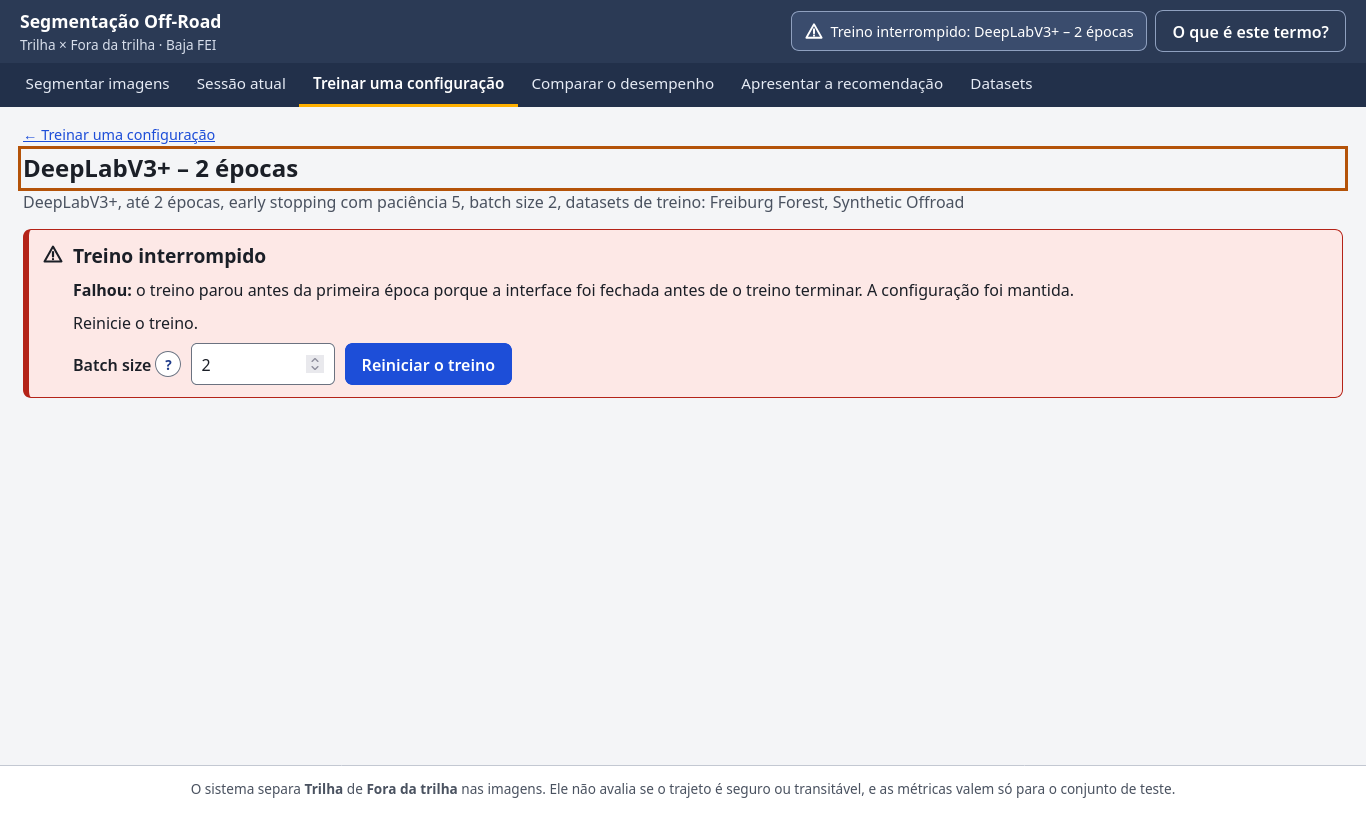 Segmentação Off-Road
Trilha × Fora da trilha · Baja FEI
Treino interrompido: DeepLabV3+ – 2 épocas
O que é este termo?
Segmentar imagens
Sessão atual
Treinar uma configuração
Comparar o desempenho
Apresentar a recomendação
Datasets
← Treinar uma configuração
DeepLabV3+ – 2 épocas
DeepLabV3+, até 2 épocas, early stopping com paciência 5, batch size 2, datasets de treino: Freiburg Forest, Synthetic Offroad
Treino interrompido
Falhou: o treino parou antes da primeira época porque a interface foi fechada antes de o treino terminar. A configuração foi mantida.
Reinicie o treino.
Batch size ? 2 Reiniciar o treino
O sistema separa Trilha de Fora da trilha nas imagens. Ele não avalia se o trajeto é seguro ou transitável, e as métricas valem só para o conjunto de teste.